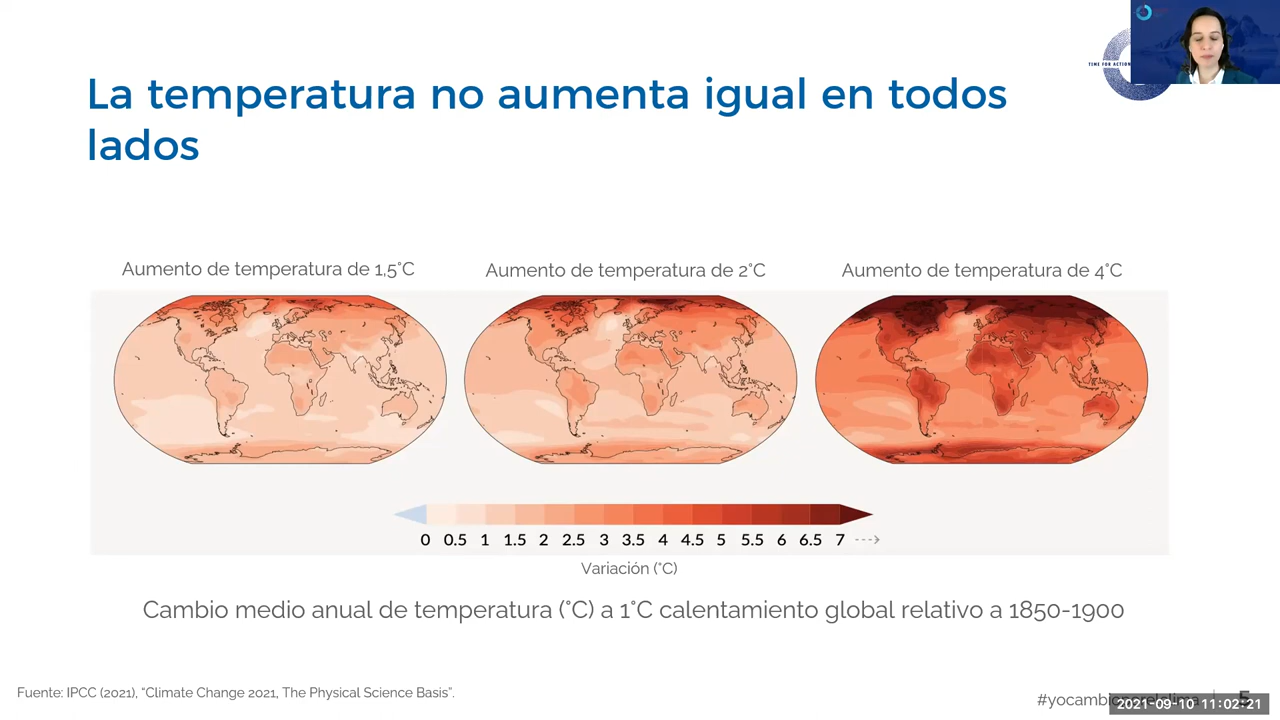 La temperatura no aumenta igual en todos
lados
TIME FOR ACTION
Aumento de temperatura de 1,5°C
Aumento de temperatura de 2°C
Aumento de temperatura de 4°C
0 0.5 1 1.5 2 2.5 3 3.5 4 4.5 5 5.5 6 6.5 7
Variación (°C)
Cambio medio anual de temperatura (°C) a 1°C calentamiento global relativo a 1850-1900
Fuente: IPCC (2021), “Climate Change 2021, The Physical Science Basis”.
#yocambioporelclima | 5
2021-09-10 11:02:21